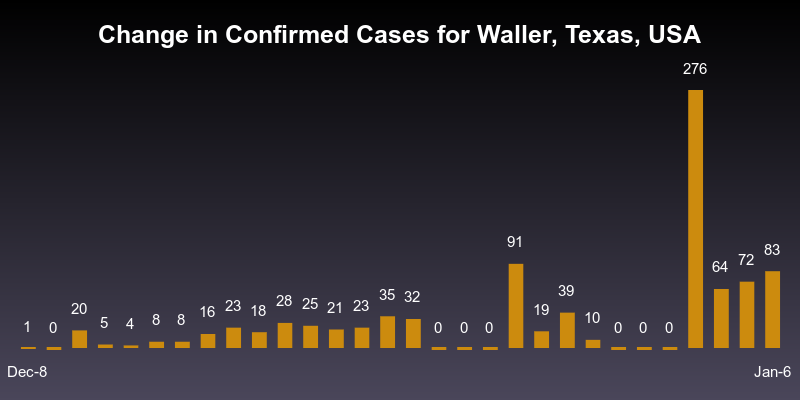 Change in Confirmed Cases for Waller, Texas, USA
1 0 20 5 4 8 8 16 23 18 28 25 21 23 35 32 0 0 0 91 19 39 10 0 0 0 276 64 72 83
Dec-8 Jan-6